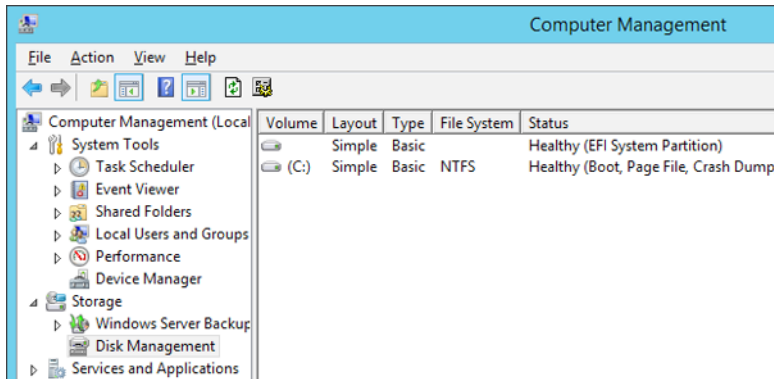 Computer Management
File Action View Help
Computer Management (Local
System Tools
Task Scheduler
Event Viewer
Shared Folders
Local Users and Groups
Performance
Device Manager
Storage
Windows Server Backup
Disk Management
Services and Applications
Volume Layout Type File System Status
Simple Basic Healthy (EFI System Partition)
(C:) Simple Basic NTFS Healthy (Boot, Page File, Crash Dump